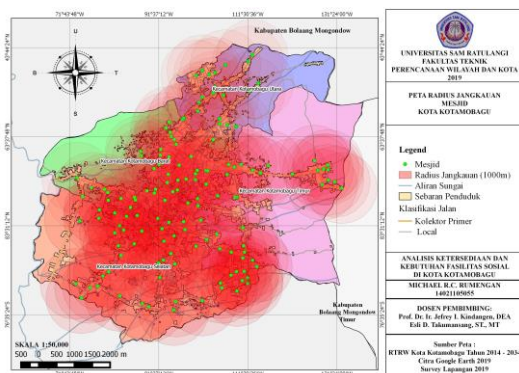 Kabupaten Bolaang Mongondow
U
B
T
S
Kecamatan Kotamobagu Utara
Kecamatan Kotamobagu Barat
Kecamatan Kotamobagu Timur
Kecamatan Kotamobagu Selatan
Kabupaten
Bolaang Mongondow
Timur
SKALA 1:50,000
500 0 500 1000 1500 2000 m
UNIVERSITAS SAM RATULANGI
FAKULTAS TEKNIK
PERENCANAAN WILAYAH DAN KOTA
2019
PETA RADIUS JANGKAUAN
MESJID
KOTA KOTAMOBAGU
Legend
Mesjid
Radius Jangkauan (1000m)
Aliran Sungai
Sebaran Penduduk
Klasifikasi Jalan
Kolektor Primer
Local
ANALISIS KETERSEDIAAN DAN
KEBUTUHAN FASILITAS SOSIAL
DI KOTA KOTAMOBAGU
MICHAEL R.C. RUMENGAN
14021105055
DOSEN PEMBIMBING:
Prof. Dr. Ir. Jefrey I. Kindangen, DEA
Esli D. Takumansang, ST., MT
Sumber Peta :
RTRW Kota Kotamobagu Tahun 2014 - 2034
Citra Google Earth 2019
Survey Lapangan 2019